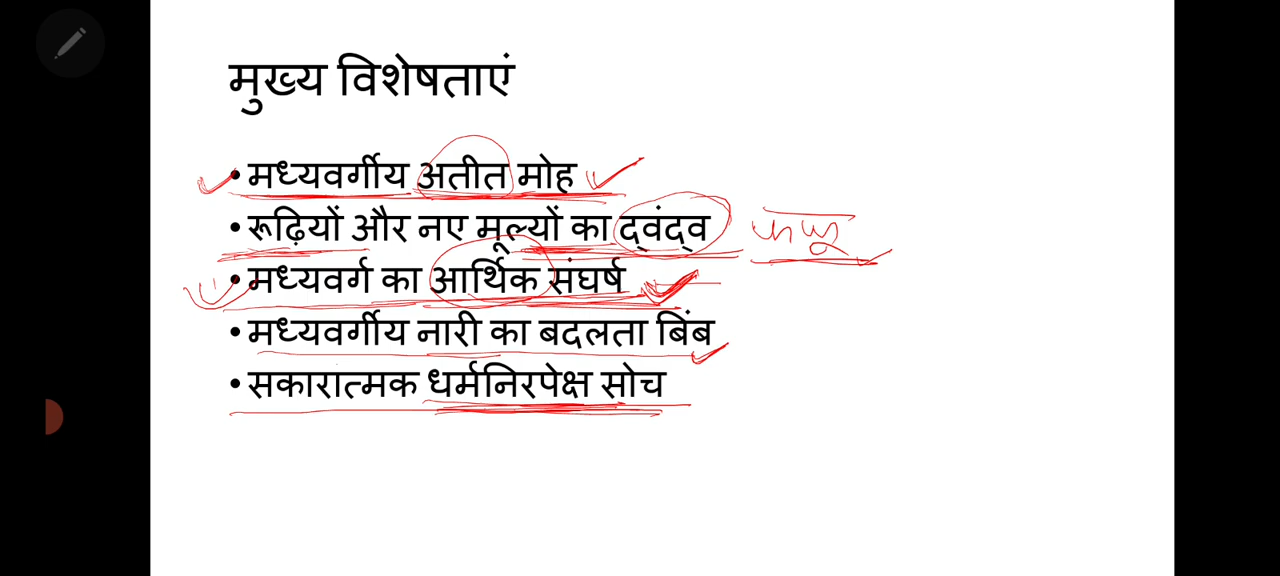 मुख्य विशेषताएं
• मध्यवर्गीय अतीत मोह
• रूढ़ियों और नए मूल्यों का द्वंद्व
• मध्यवर्ग का आर्थिक संघर्ष
• मध्यवर्गीय नारी का बदलता बिंब
• सकारात्मक धर्मनिरपेक्ष सोच